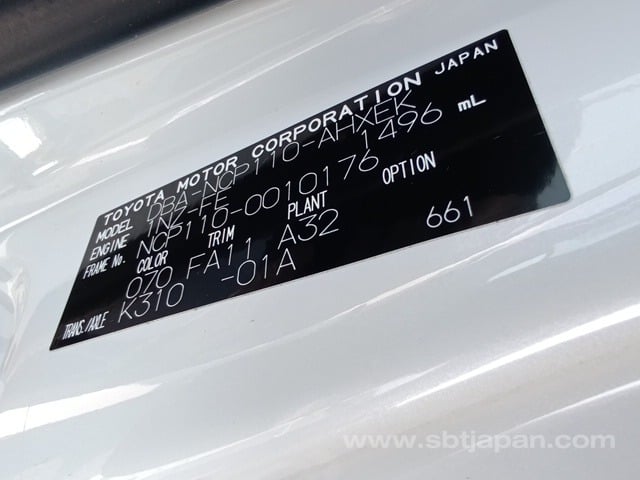 TOYOTA MOTOR CORPORATION JAPAN
MODEL DBA-NCP110-AHXEK
ENGINE 1NZ-FE 1496 mL
FRAME No. NCP110-0010176
COLOR TRIM PLANT OPTION
070 FA11 A32 661
TRANS./AXLE K310 -01A
www.sbtjapan.com